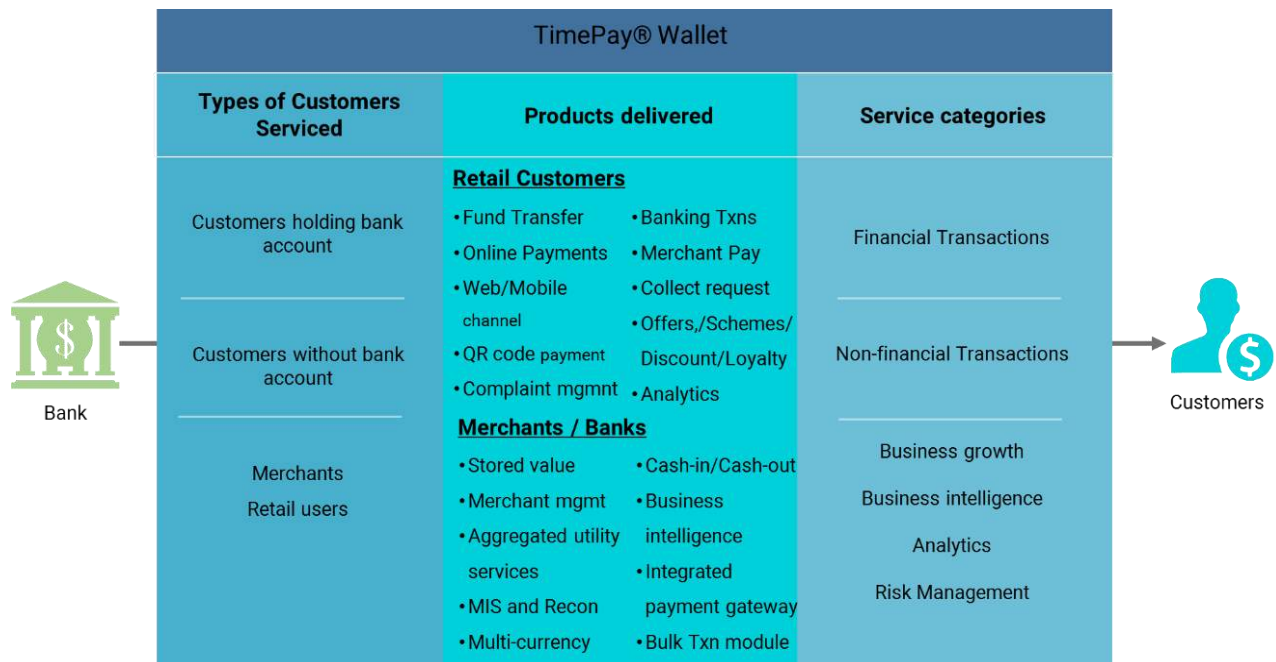 TimePay® Wallet
Types of Customers
Serviced
Products delivered
Service categories
Customers holding bank
account
Customers without bank
account
Merchants
Retail users
Retail Customers
•Fund Transfer
•Online Payments
•Web/Mobile
channel
•QR code payment
•Complaint mgmnt
•Banking Txns
•Merchant Pay
•Collect request
•Offers,/Schemes/
Discount/Loyalty
•Analytics
Merchants / Banks
•Stored value
•Merchant mgmt
•Aggregated utility
services
•MIS and Recon
•Multi-currency
•Cash-in/Cash-out
•Business
intelligence
•Integrated
payment gateway
•Bulk Txn module
Financial Transactions
Non-financial Transactions
Business growth
Business intelligence
Analytics
Risk Management
$
Bank
$
Customers